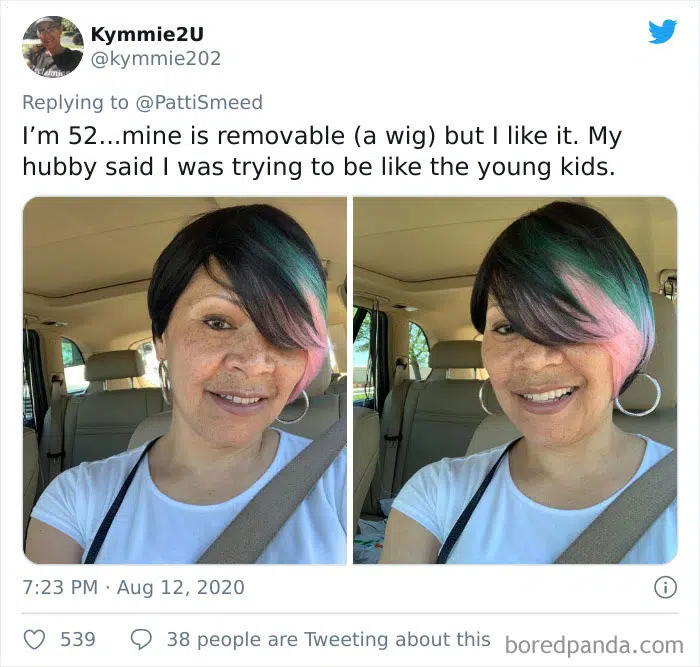 Kymmie2U
@kymmie202
Replying to @PattiSmeed
I’m 52...mine is removable (a wig) but I like it. My
hubby said I was trying to be like the young kids.
7:23 PM · Aug 12, 2020
539 38 people are Tweeting about this
boredpanda.com